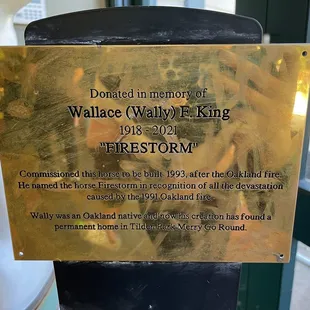 Donated in memory of
Wallace (Wally) F. King
1918 - 2021
"FIRESTORM"
Commissioned this horse to be built 1993, after the Oakland fire.
He named the horse Firestorm in recognition of all the devastation
caused by the 1991 Oakland fire.
Wally was an Oakland native and now his creation has found a
permanent home in Tilden Park Merry Go Round.